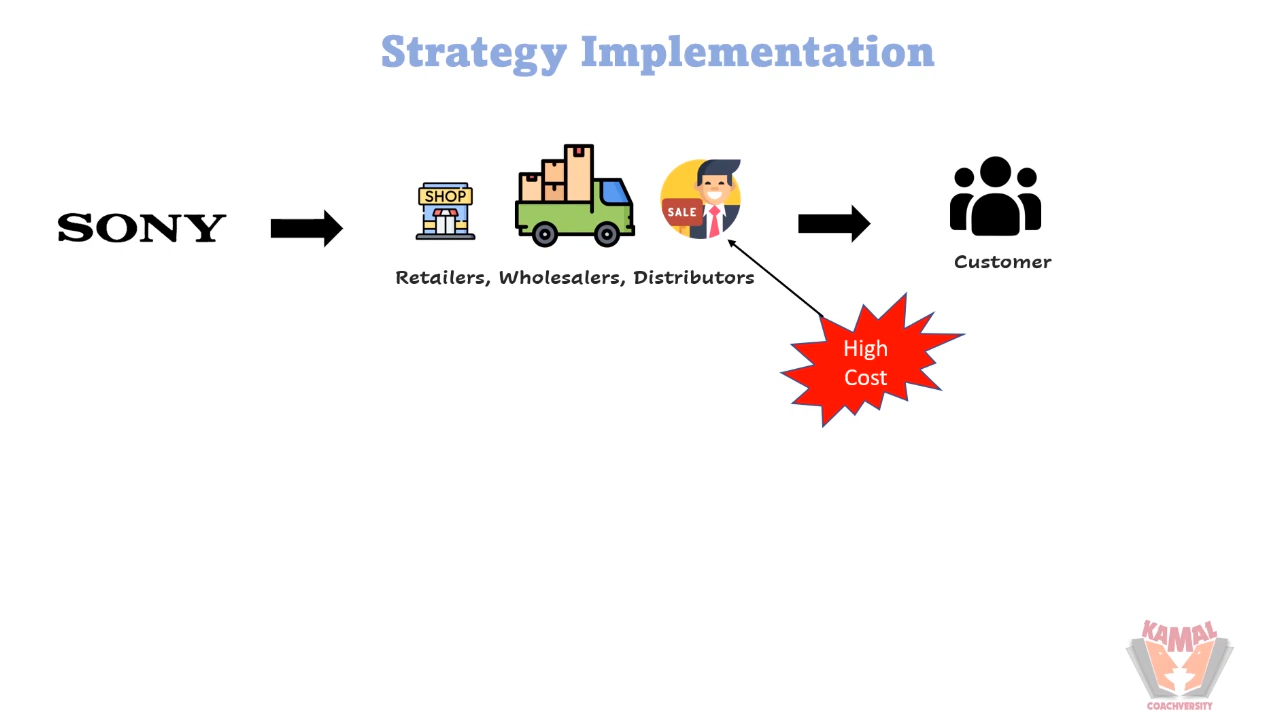 Strategy Implementation
SONY
SHOP
SALE
Retailers, Wholesalers, Distributors
Customer
High
Cost
KAMAL
COACHVERSITY